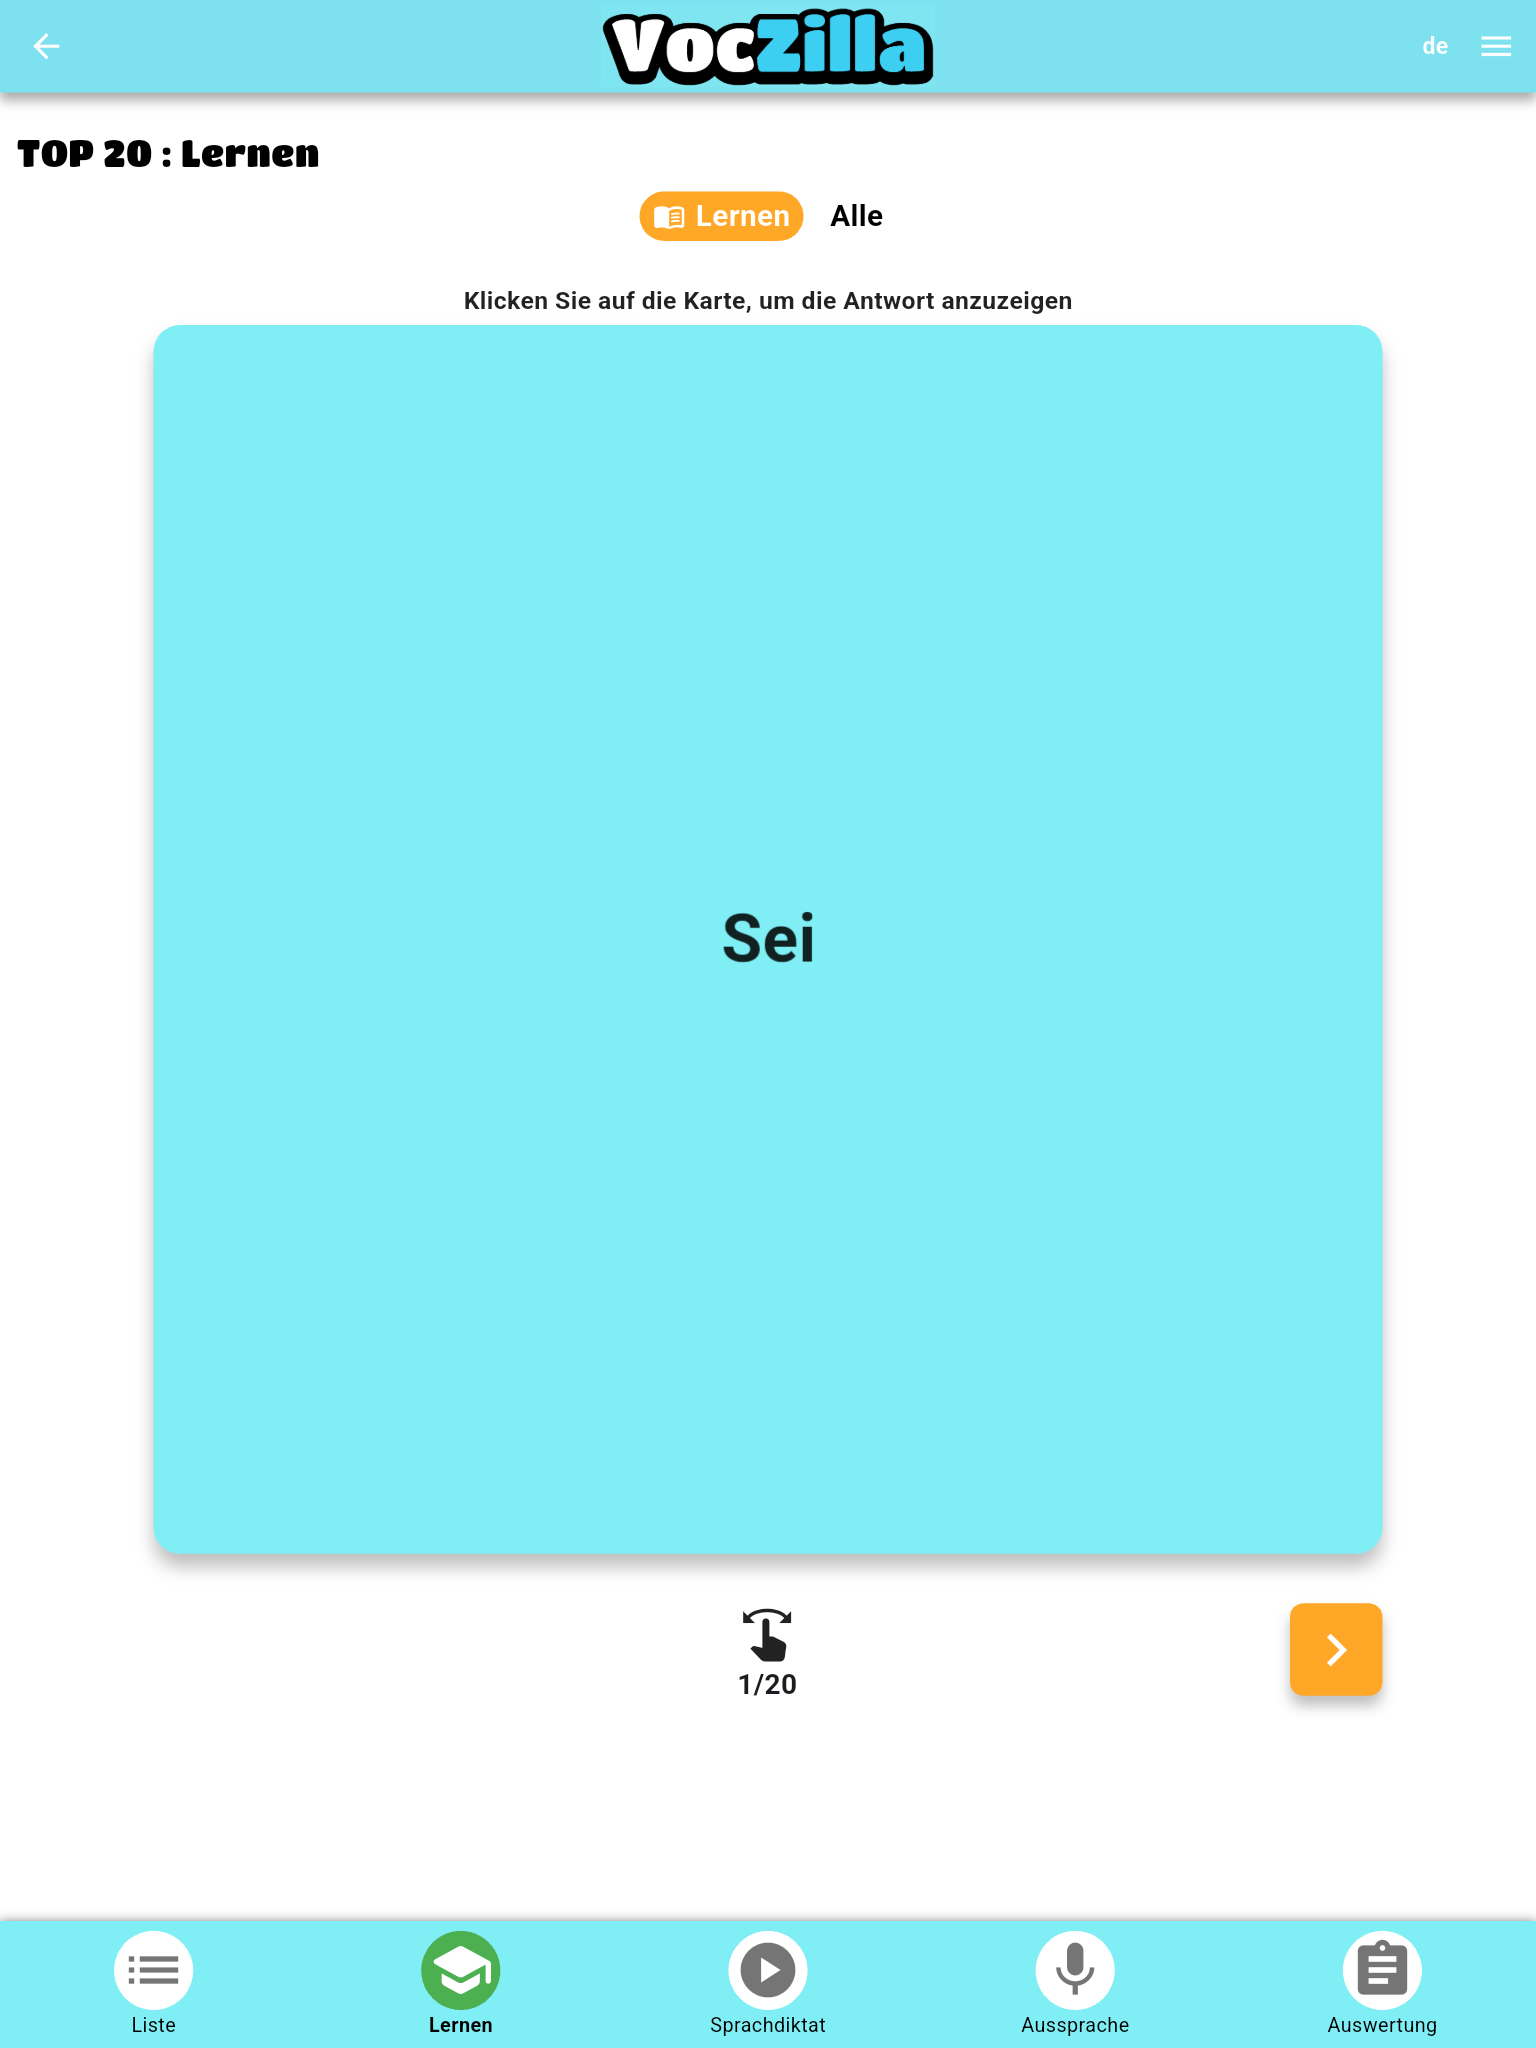 VocZilla
de
TOP 20 : Lernen
Lernen Alle
Klicken Sie auf die Karte, um die Antwort anzuzeigen
Sei
1/20
Liste Lernen Sprachdiktat Aussprache Auswertung